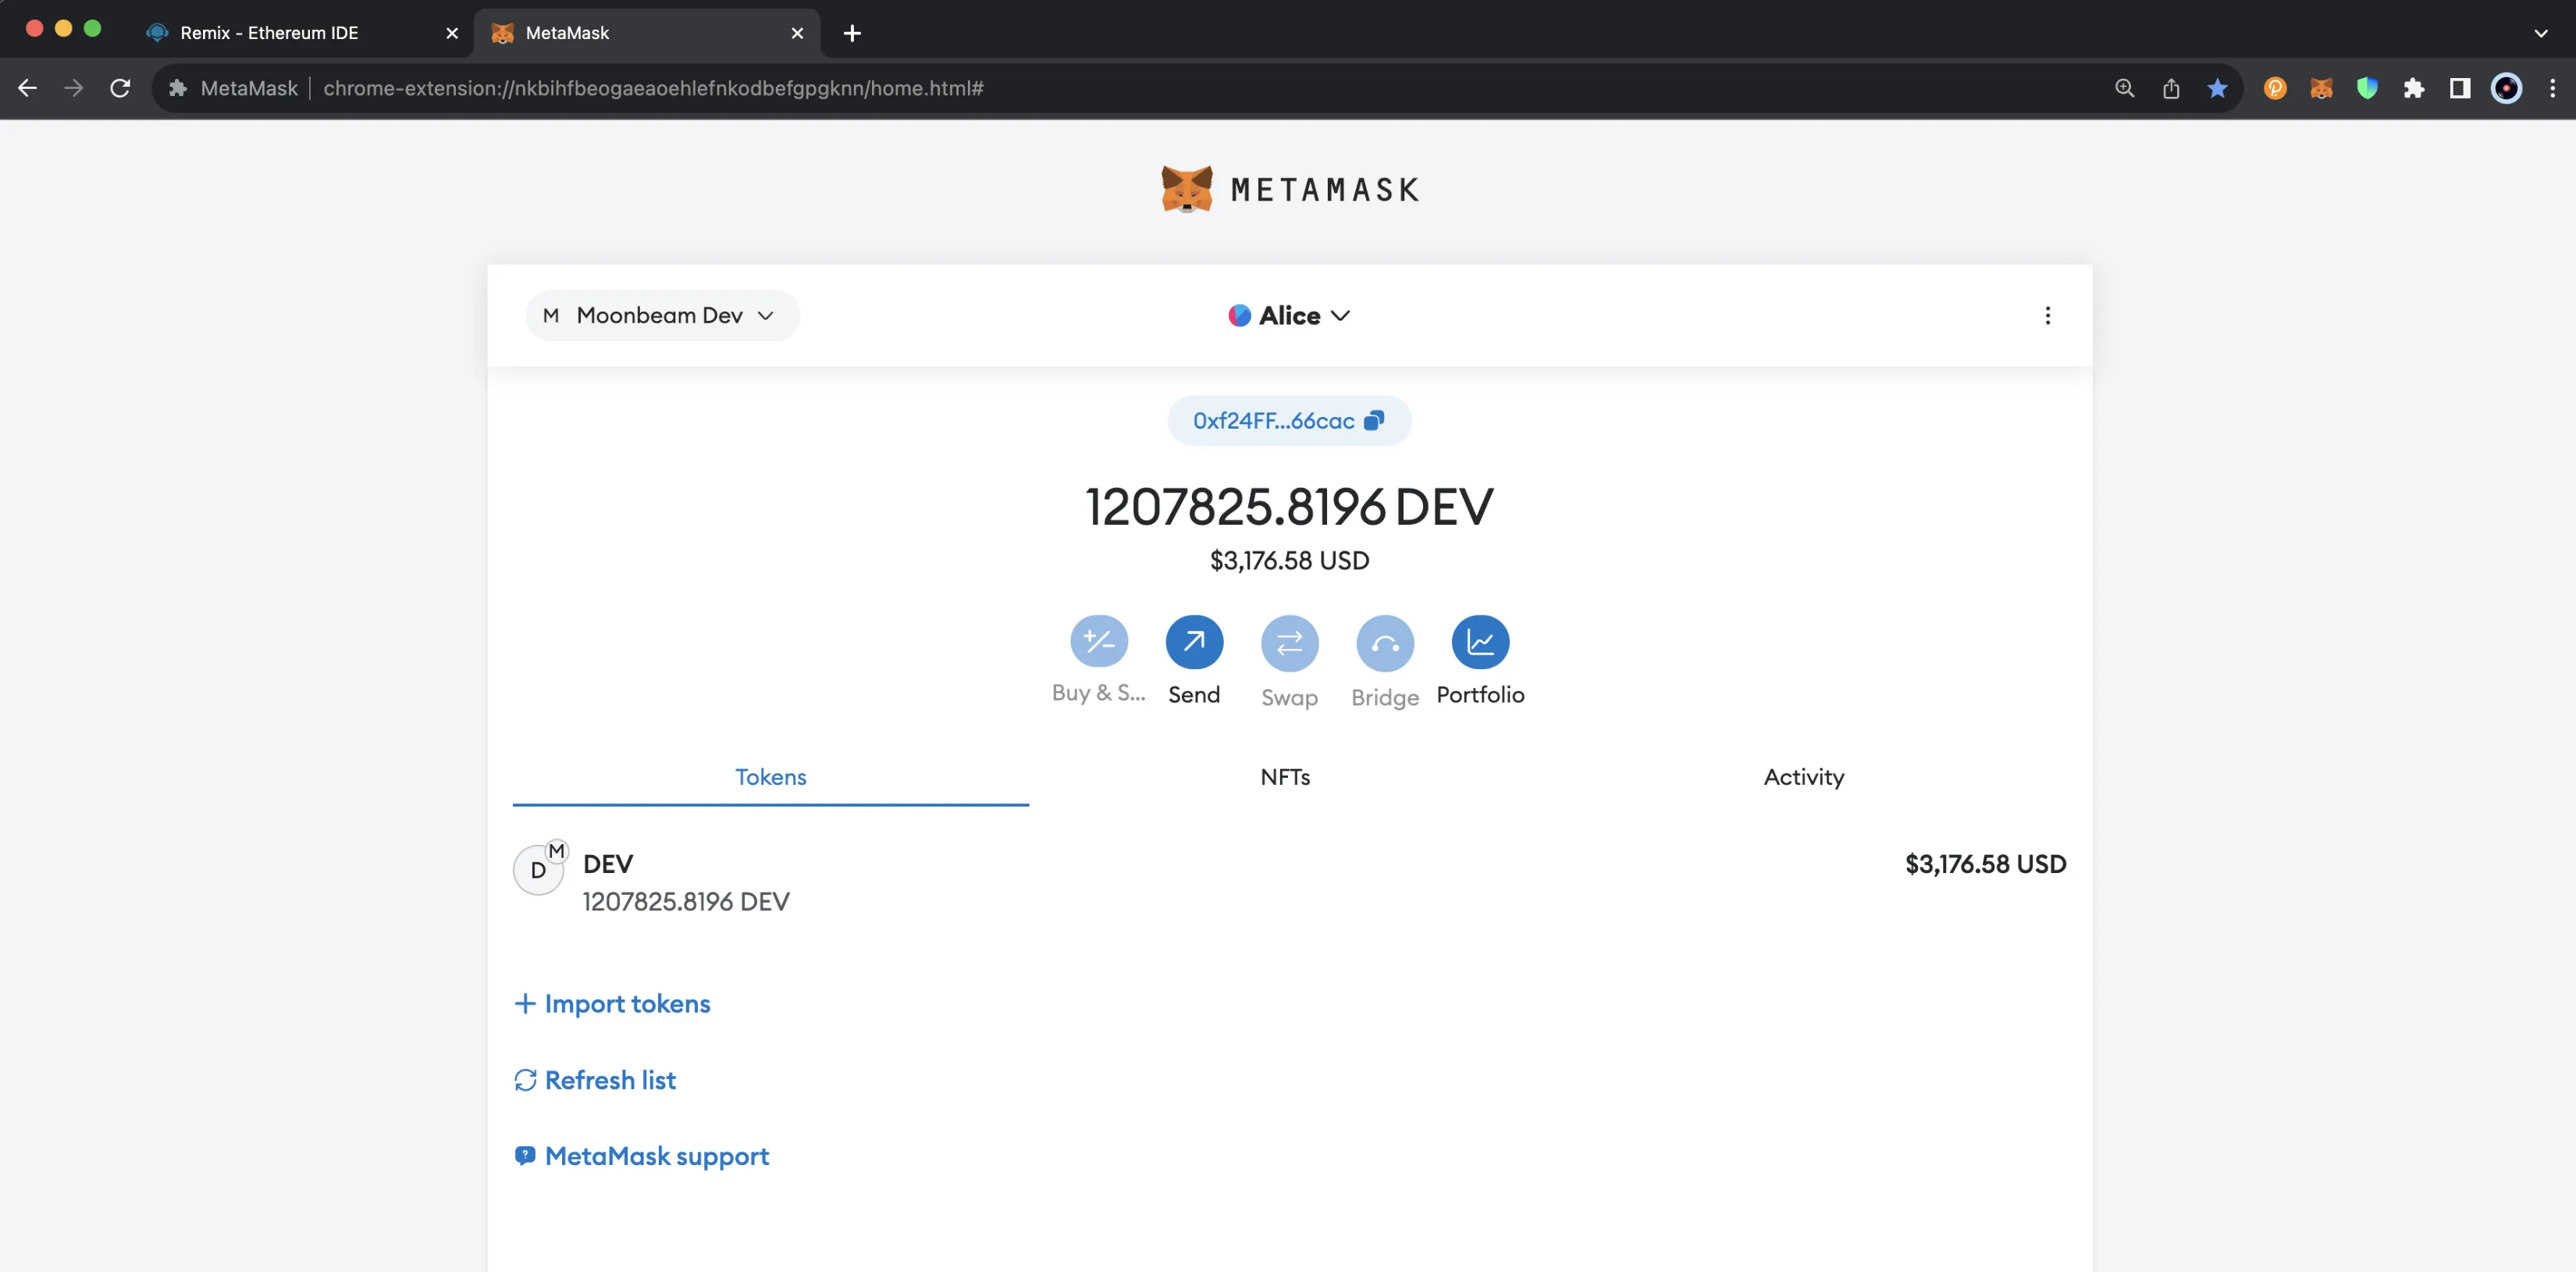 Remix - Ethereum IDE
MetaMask
MetaMask
chrome-extension://nkbihfbeogaeaoehlefnkodbefgpgknn/home.html#
METAMASK
M Moonbeam Dev
Alice
0xf24FF...66cac
1207825.8196 DEV
$3,176.58 USD
Buy & S...
Send
Swap
Bridge
Portfolio
Tokens
NFTs
Activity
M
D
DEV
$3,176.58 USD
1207825.8196 DEV
Import tokens
Refresh list
MetaMask support